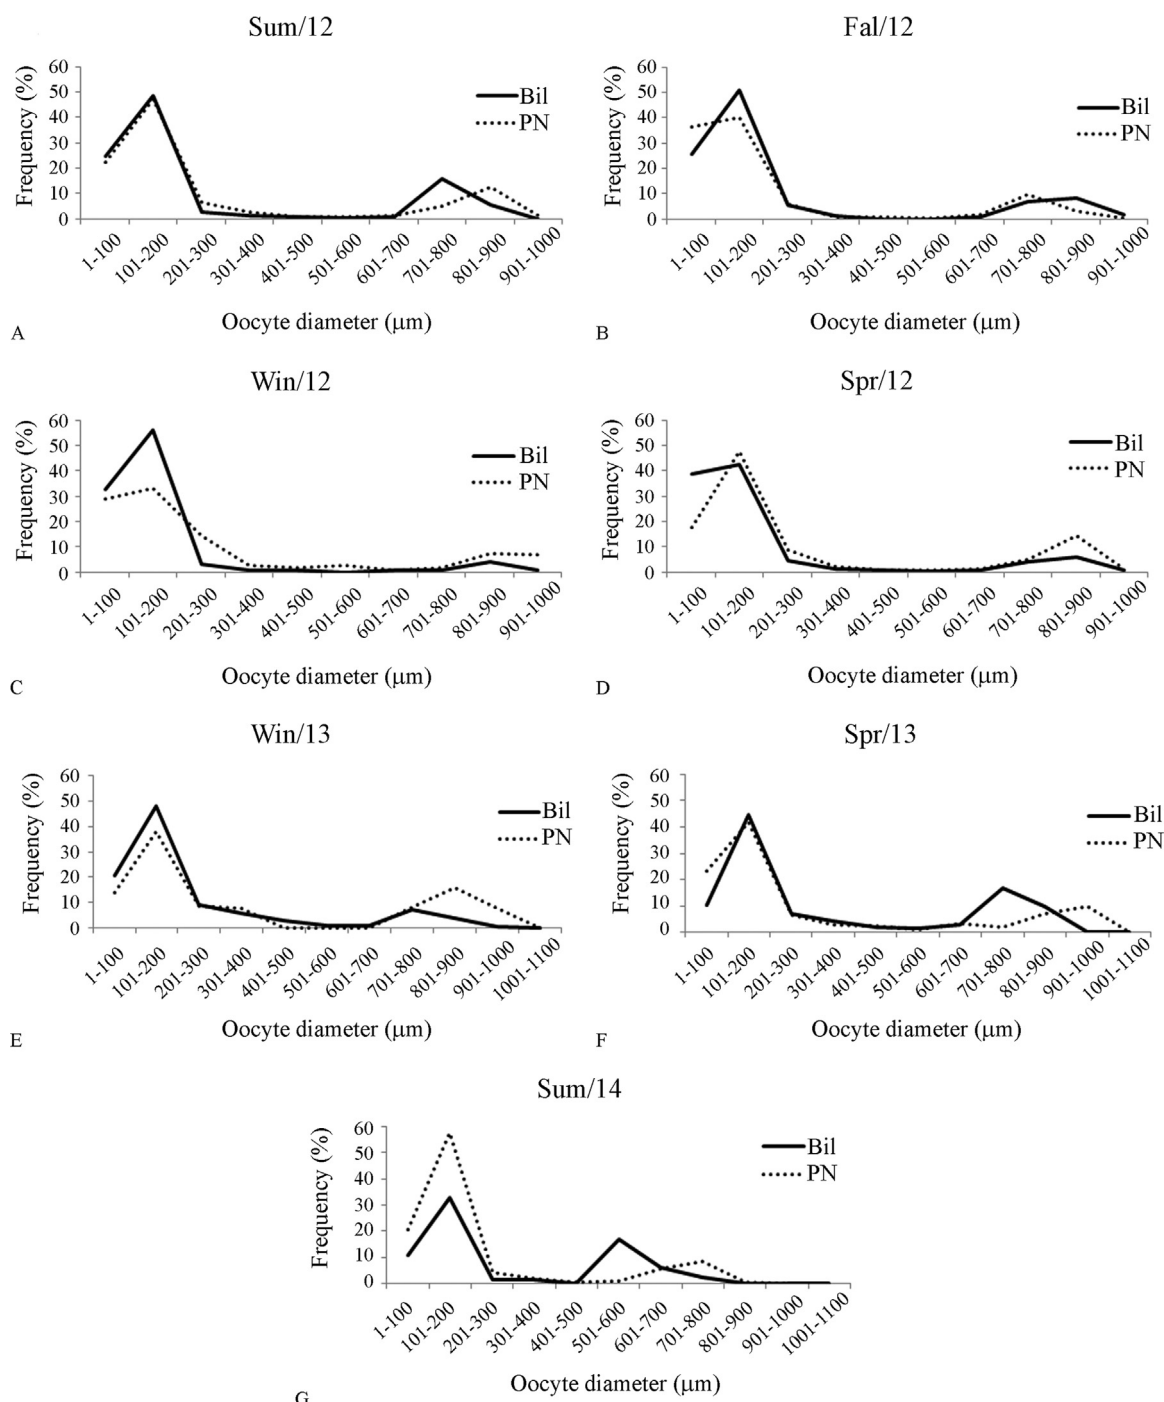 Sum/12
Frequency (%)
60
50
40
30
20
10
0
Bil
PN
1-100
101-200
201-300
301-400
401-500
501-600
601-700
701-800
801-900
901-1000
Oocyte diameter (μm)
A
Fal/12
Frequency (%)
60
50
40
30
20
10
0
Bil
PN
1-100
101-200
201-300
301-400
401-500
501-600
601-700
701-800
801-900
901-1000
Oocyte diameter (μm)
B
Win/12
Frequency (%)
60
50
40
30
20
10
0
Bil
PN
1-100
101-200
201-300
301-400
401-500
501-600
601-700
701-800
801-900
901-1000
Oocyte diameter (μm)
C
Spr/12
Frequency (%)
60
50
40
30
20
10
0
Bil
PN
1-100
101-200
201-300
301-400
401-500
501-600
601-700
701-800
801-900
901-1000
Oocyte diameter (μm)
D
Win/13
Frequency (%)
60
50
40
30
20
10
0
Bil
PN
1-100
101-200
201-300
301-400
401-500
501-600
601-700
701-800
801-900
901-1000
1001-1100
Oocyte diameter (μm)
E
Spr/13
Frequency (%)
60
50
40
30
20
10
0
Bil
PN
1-100
101-200
201-300
301-400
401-500
501-600
601-700
701-800
801-900
901-1000
1001-1100
Oocyte diameter (μm)
F
Sum/14
Frequency (%)
60
50
40
30
20
10
0
Bil
PN
1-100
101-200
201-300
301-400
401-500
501-600
601-700
701-800
801-900
901-1000
1001-1100
Oocyte diameter (μm)
G